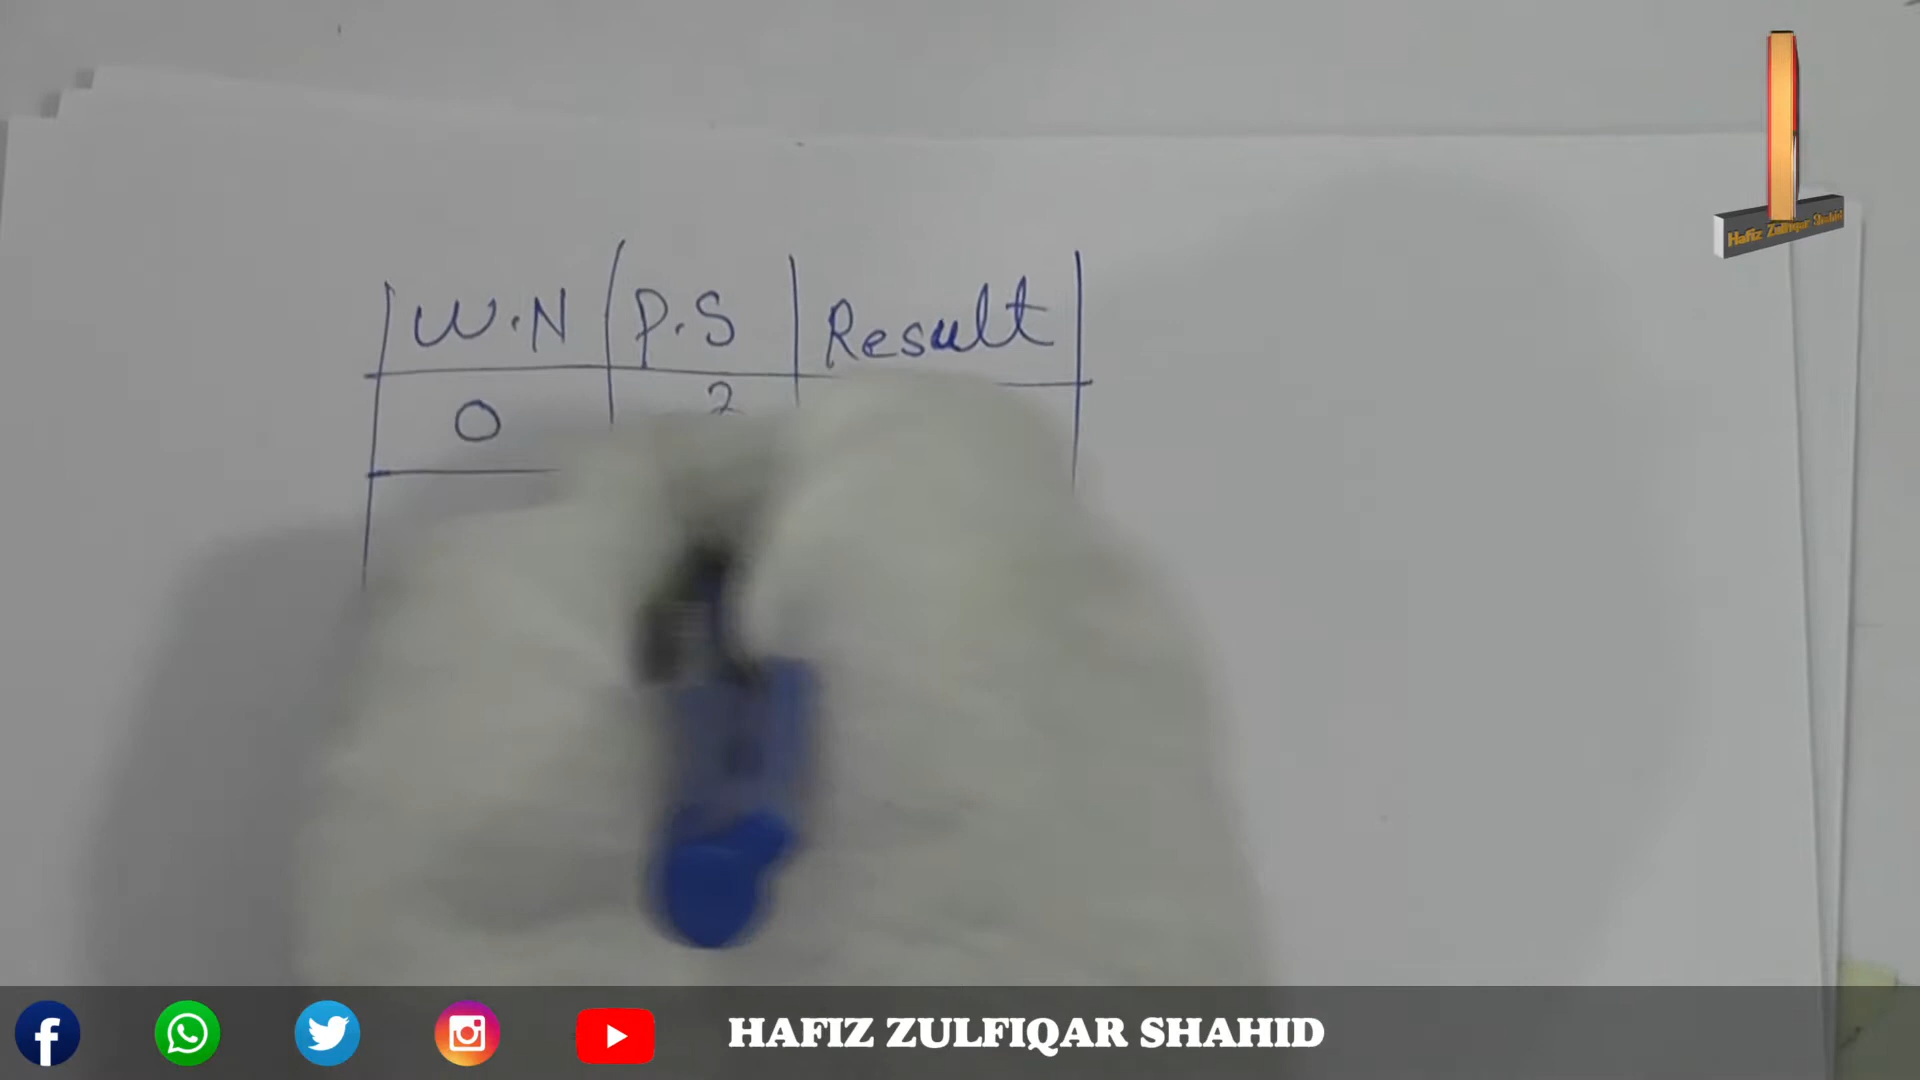 Hafiz Zulfiqar Shahid
W.N P.S Result
0 2
HAFIZ ZULFIQAR SHAHID